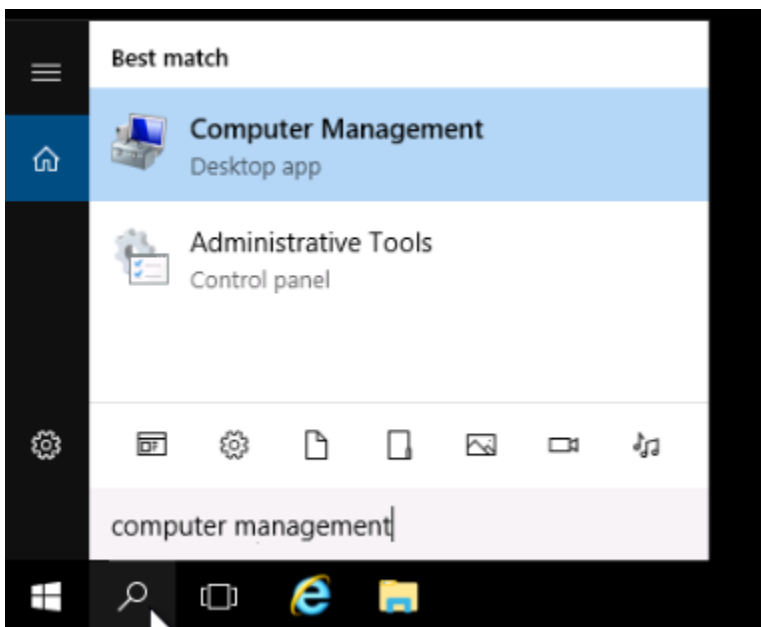 Best match
Computer Management
Desktop app
Administrative Tools
Control panel
computer management